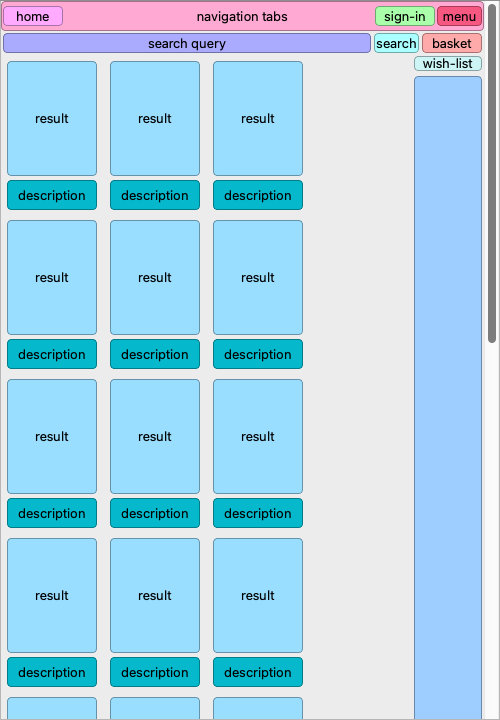 home navigation tabs sign-in menu
search query search basket
wish-list
result result result
description description description
result result result
description description description
result result result
description description description
result result result
description description description